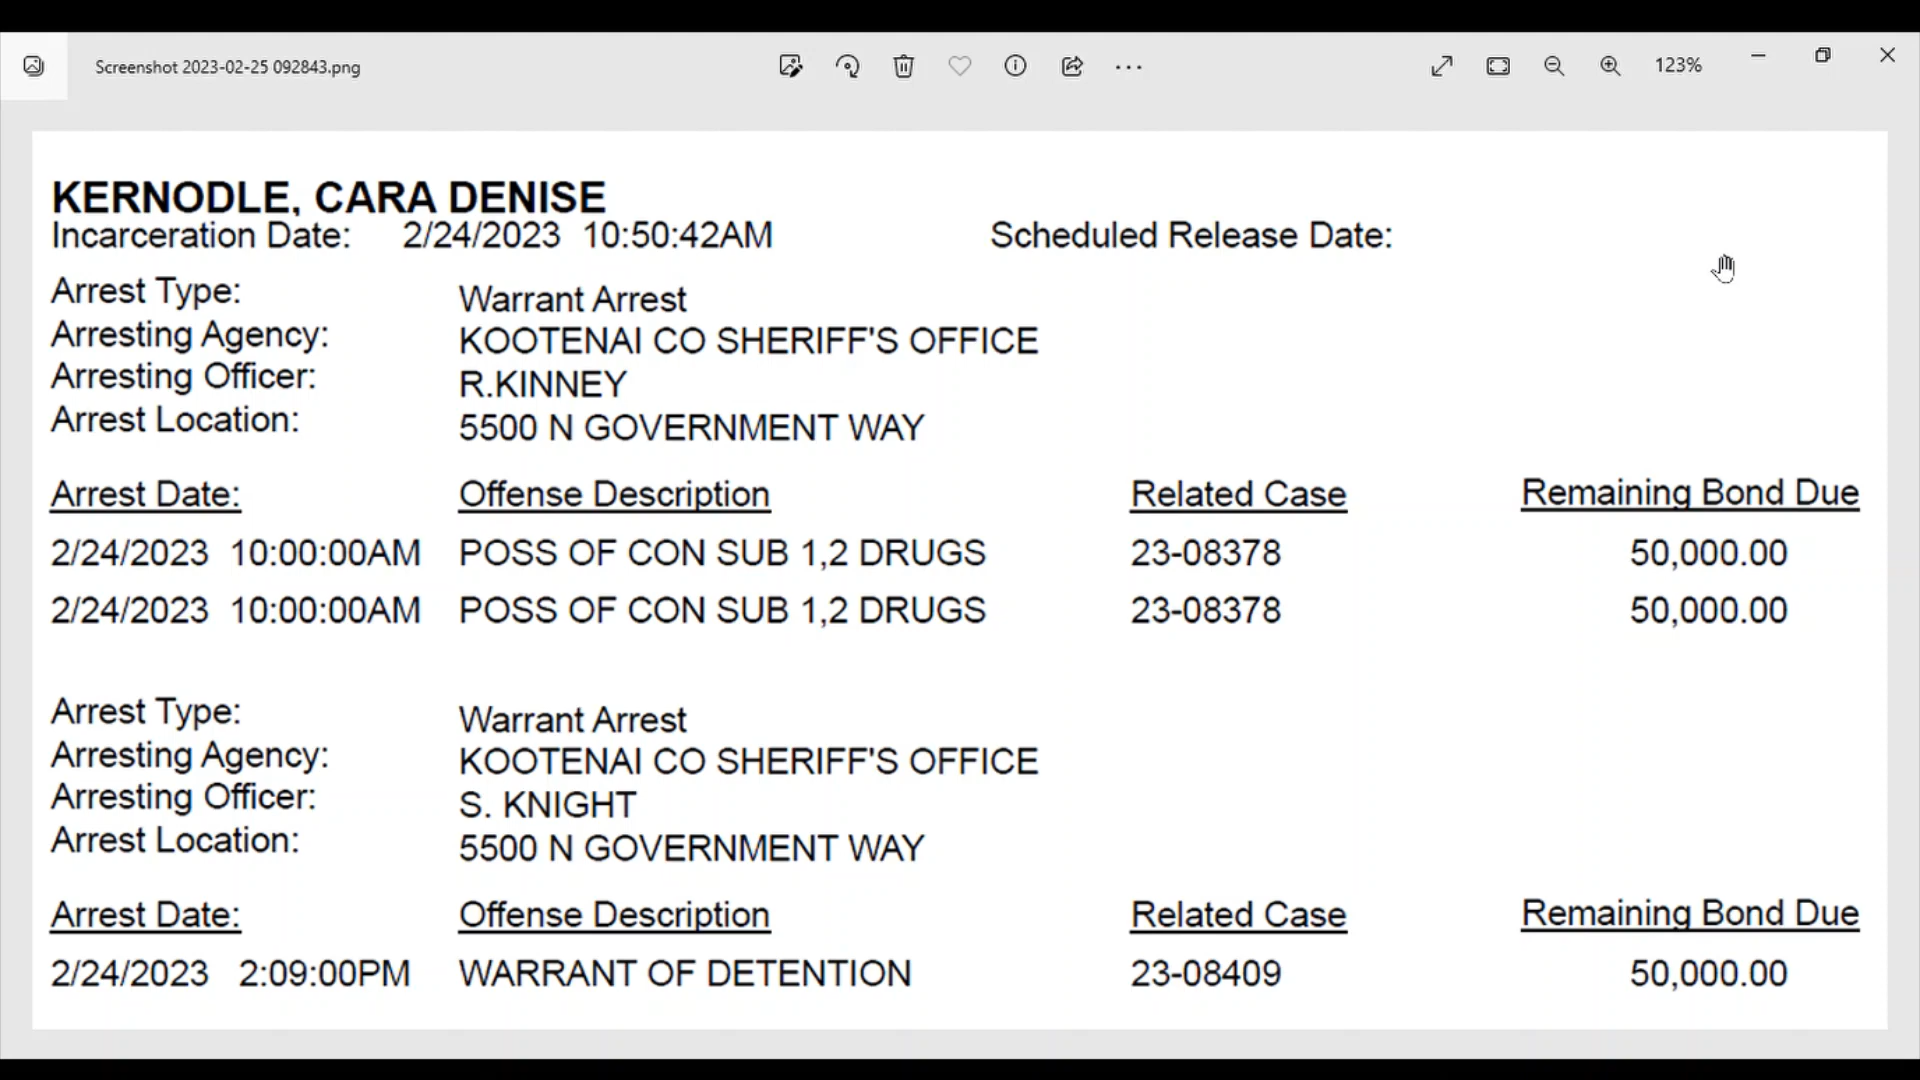 Screenshot 2023-02-25 092843.png
123%
KERNODLE, CARA DENISE
Incarceration Date: 2/24/2023 10:50:42AM Scheduled Release Date:
Arrest Type: Warrant Arrest
Arresting Agency: KOOTENAI CO SHERIFF'S OFFICE
Arresting Officer: R.KINNEY
Arrest Location: 5500 N GOVERNMENT WAY
Arrest Date: Offense Description Related Case Remaining Bond Due
2/24/2023 10:00:00AM POSS OF CON SUB 1,2 DRUGS 23-08378 50,000.00
2/24/2023 10:00:00AM POSS OF CON SUB 1,2 DRUGS 23-08378 50,000.00
Arrest Type: Warrant Arrest
Arresting Agency: KOOTENAI CO SHERIFF'S OFFICE
Arresting Officer: S. KNIGHT
Arrest Location: 5500 N GOVERNMENT WAY
Arrest Date: Offense Description Related Case Remaining Bond Due
2/24/2023 2:09:00PM WARRANT OF DETENTION 23-08409 50,000.00